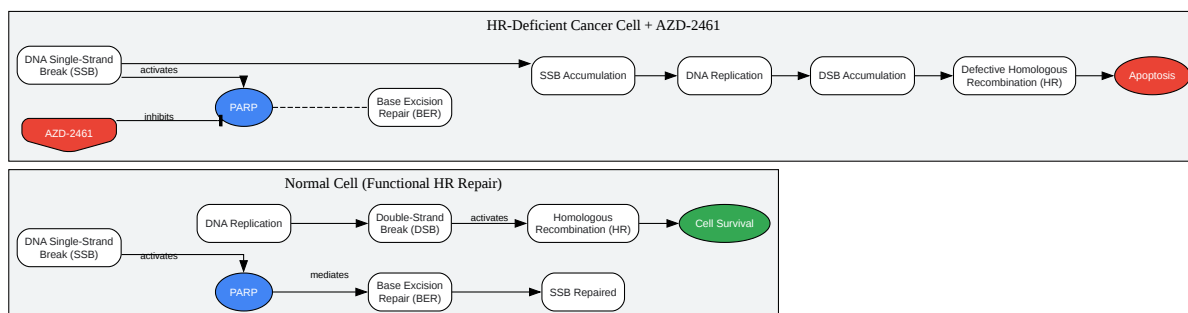 HR-Deficient Cancer Cell + AZD-2461
DNA Single-Strand
Break (SSB)
activates
PARP
AZD-2461
inhibits
Base Excision
Repair (BER)
SSB Accumulation
DNA Replication
DSB Accumulation
Defective Homologous
Recombination (HR)
Apoptosis
Normal Cell (Functional HR Repair)
DNA Replication
Double-Strand
Break (DSB)
activates
Homologous
Recombination (HR)
Cell Survival
DNA Single-Strand
Break (SSB)
activates
PARP
mediates
Base Excision
Repair (BER)
SSB Repaired